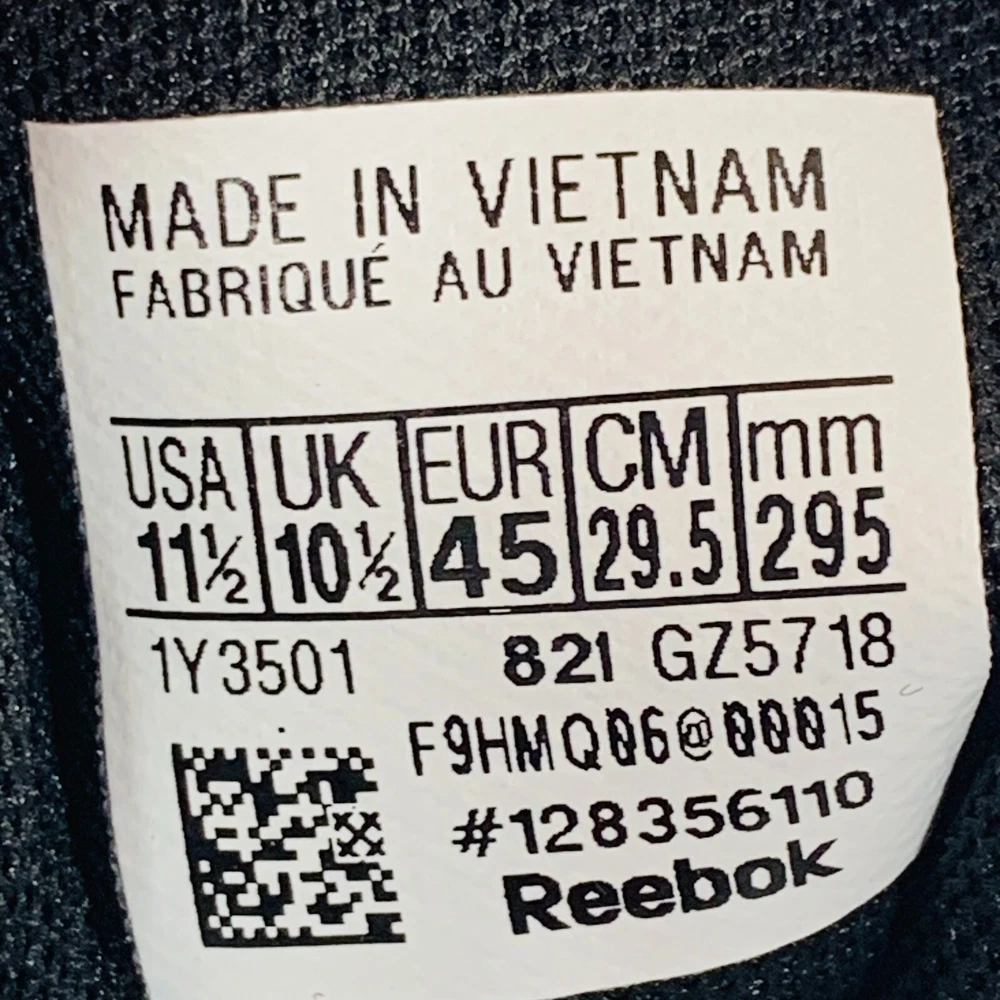 MADE IN VIETNAM
FABRIQUÉ AU VIETNAM
USA UK EUR CM mm
11½ 10½ 45 29.5 295
1Y3501 821 GZ5718
F9HMQ06@00015
#128356110
Reebok